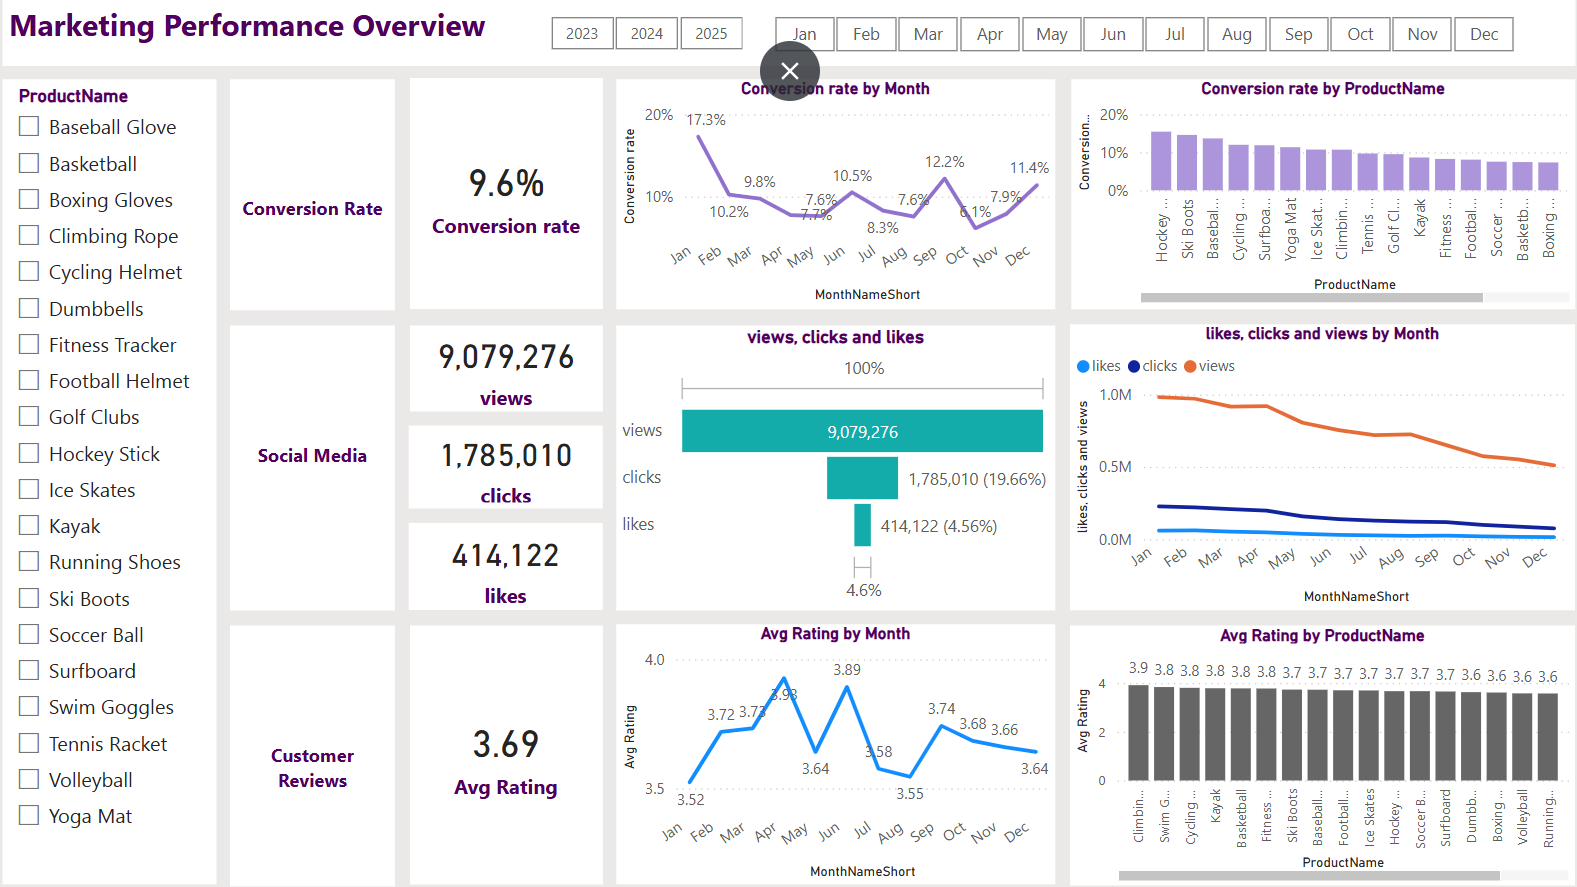 Marketing Performance Overview
2023 2024 2025
Jan Feb Mar Apr May Jun Jul Aug Sep Oct Nov Dec
ProductName
Baseball Glove
Basketball
Boxing Gloves
Climbing Rope
Cycling Helmet
Dumbbells
Fitness Tracker
Football Helmet
Golf Clubs
Hockey Stick
Ice Skates
Kayak
Running Shoes
Ski Boots
Soccer Ball
Surfboard
Swim Goggles
Tennis Racket
Volleyball
Yoga Mat
Conversion Rate
9.6%
Conversion rate
Conversion rate by Month
Conversion rate
20%
10%
17.3%
10.2%
9.8%
7.7%
7.6%
10.5%
8.3%
7.6%
12.2%
6.1%
7.9%
11.4%
Jan Feb Mar Apr May Jun Jul Aug Sep Oct Nov Dec
MonthNameShort
Conversion rate by ProductName
Conversion...
20%
10%
0%
Hockey ...
Ski Boots
Basebal...
Cycling ...
Surfboa...
Yoga Mat
Ice Skat...
Climbin...
Tennis ...
Golf Cl...
Kayak
Fitness ...
Footbal...
Soccer ...
Basketb...
Boxing ...
ProductName
Social Media
9,079,276
views
1,785,010
clicks
414,122
likes
views, clicks and likes
100%
views
9,079,276
clicks
1,785,010 (19.66%)
likes
414,122 (4.56%)
4.6%
likes, clicks and views by Month
likes clicks views
likes, clicks and views
1.0M
0.5M
0.0M
Jan Feb Mar Apr May Jun Jul Aug Sep Oct Nov Dec
MonthNameShort
Customer
Reviews
3.69
Avg Rating
Avg Rating by Month
Avg Rating
4.0
3.5
3.52
3.72
3.73
3.93
3.64
3.89
3.58
3.55
3.74
3.68
3.66
3.64
Jan Feb Mar Apr May Jun Jul Aug Sep Oct Nov Dec
MonthNameShort
Avg Rating by ProductName
Avg Rating
4
2
0
3.9 3.8 3.8 3.8 3.8 3.8 3.7 3.7 3.7 3.7 3.7 3.7 3.7 3.6 3.6 3.6 3.6
Climbin...
Swim G...
Cycling ...
Kayak
Basketball
Fitness ...
Ski Boots
Baseball...
Football...
Ice Skates
Hockey ...
Soccer B...
Surfboard
Dumbb...
Boxing ...
Volleyball
Running...
ProductName